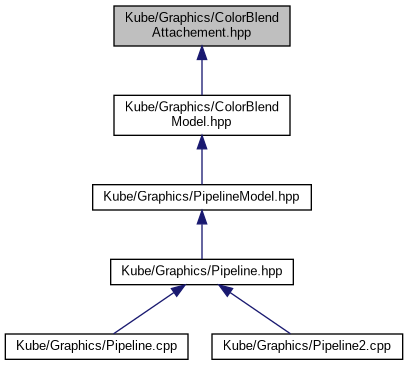 Kube/Graphics/ColorBlend
Attachement.hpp
Kube/Graphics/ColorBlend
Model.hpp
Kube/Graphics/PipelineModel.hpp
Kube/Graphics/Pipeline.hpp
Kube/Graphics/Pipeline.cpp
Kube/Graphics/Pipeline2.cpp